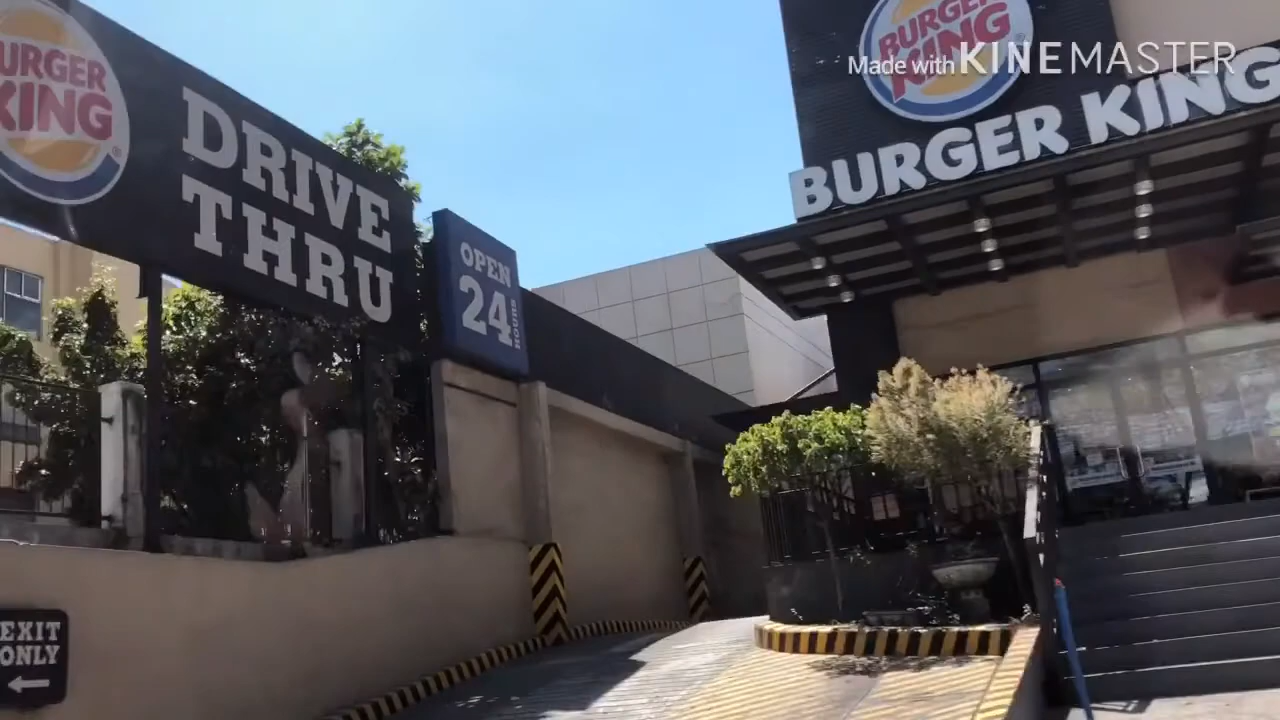 BURGER
KING
®
DRIVE
THRU
OPEN
24
HOURS
EXIT
ONLY
BURGER
KING
Made with KINEMASTER
BURGER KING